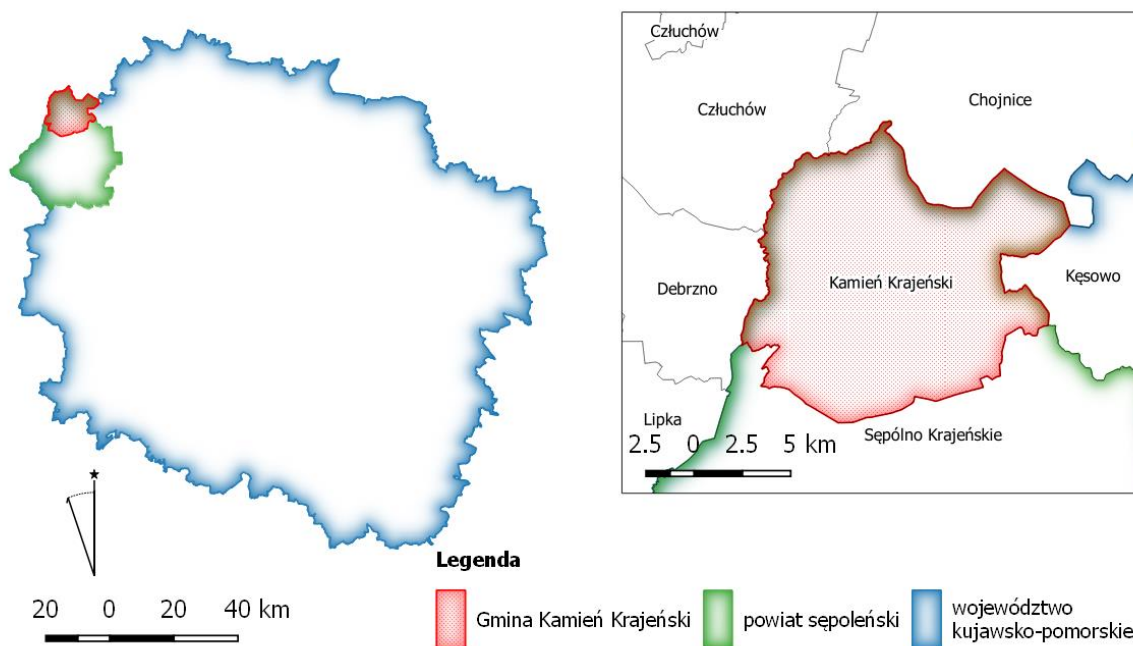 Człuchów
Człuchów
Chojnice
Kamień Krajeński
Kęsowo
Debrzno
Lipka
2.5 0 2.5 5 km
Sępólno Krajeńskie
20 0 20 40 km
Legenda
Gmina Kamień Krajeński
powiat sępoleński
województwo
kujawsko-pomorskie